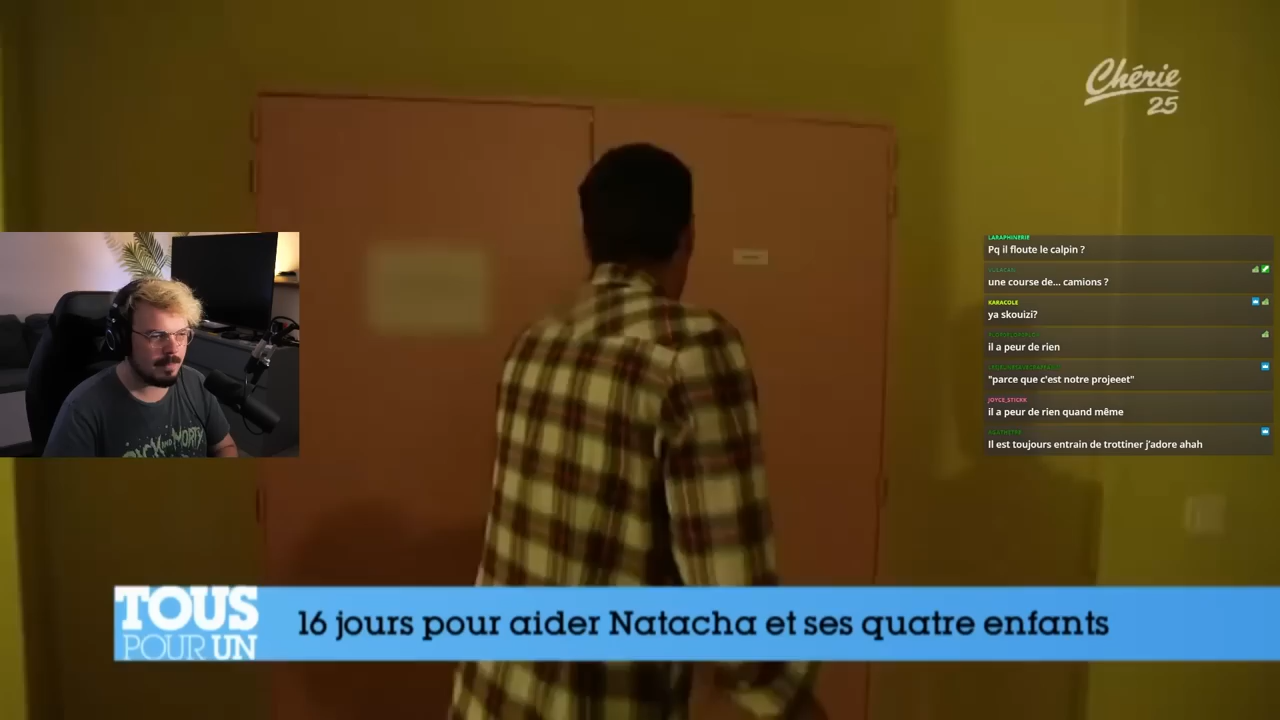 Chérie
25
LARAPHINERIE
Pq il floute le calpin ?
une course de... camions ?
KARACOLE
ya skouizi?
il a peur de rien
"parce que c'est notre projeeet"
JOYCE_STICKK
il a peur de rien quand même
Il est toujours entrain de trottiner j'adore ahah
TOUS
POUR UN
16 jours pour aider Natacha et ses quatre enfants